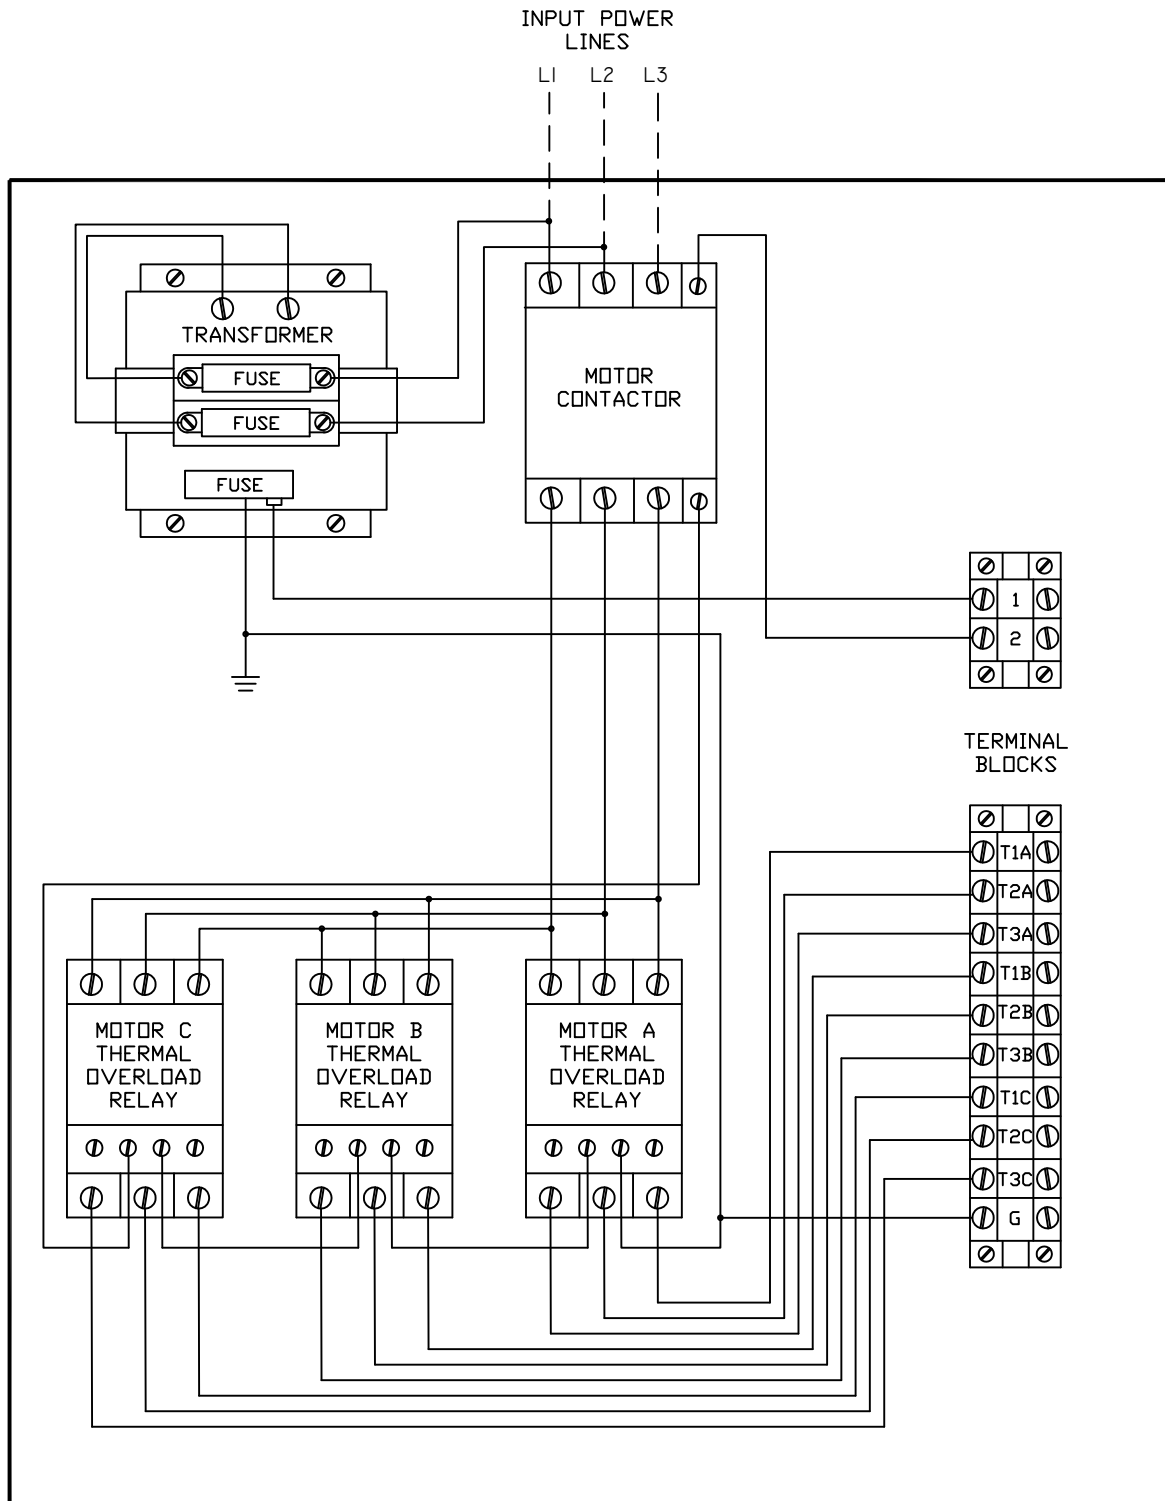 INPUT POWER
LINES
L1 L2 L3
TRANSFORMER
FUSE
FUSE
FUSE
MOTOR
CONTACTOR
1
2
TERMINAL
BLOCKS
T1A
T2A
T3A
T1B
T2B
T3B
T1C
T2C
T3C
G
MOTOR C
THERMAL
OVERLOAD
RELAY
MOTOR B
THERMAL
OVERLOAD
RELAY
MOTOR A
THERMAL
OVERLOAD
RELAY